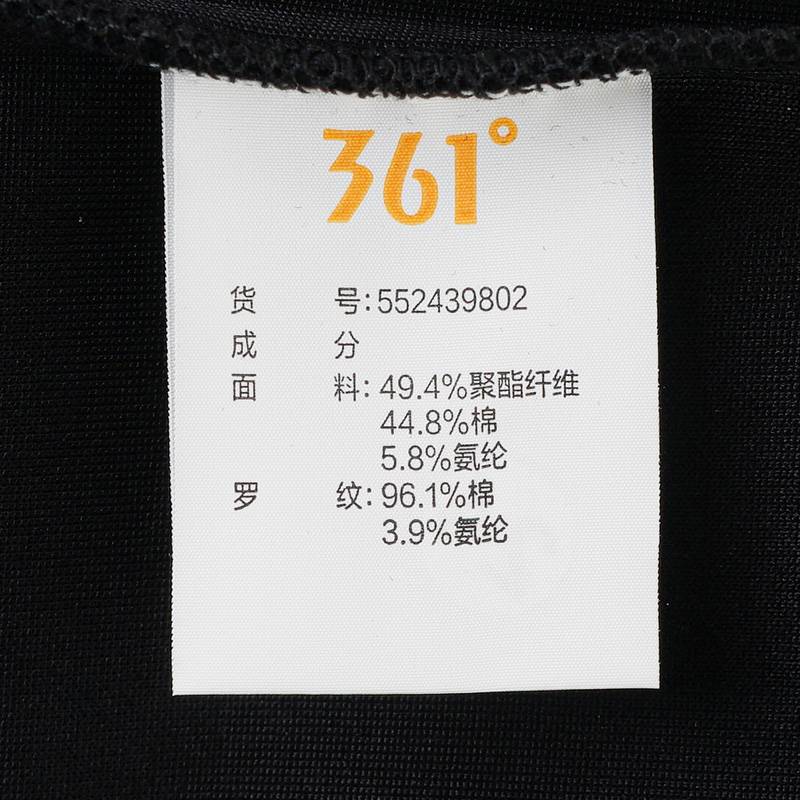 361°
货 号:552439802
成 分
面 料: 49.4%聚酯纤维
44.8%棉
5.8%氨纶
罗 纹: 96.1%棉
3.9%氨纶